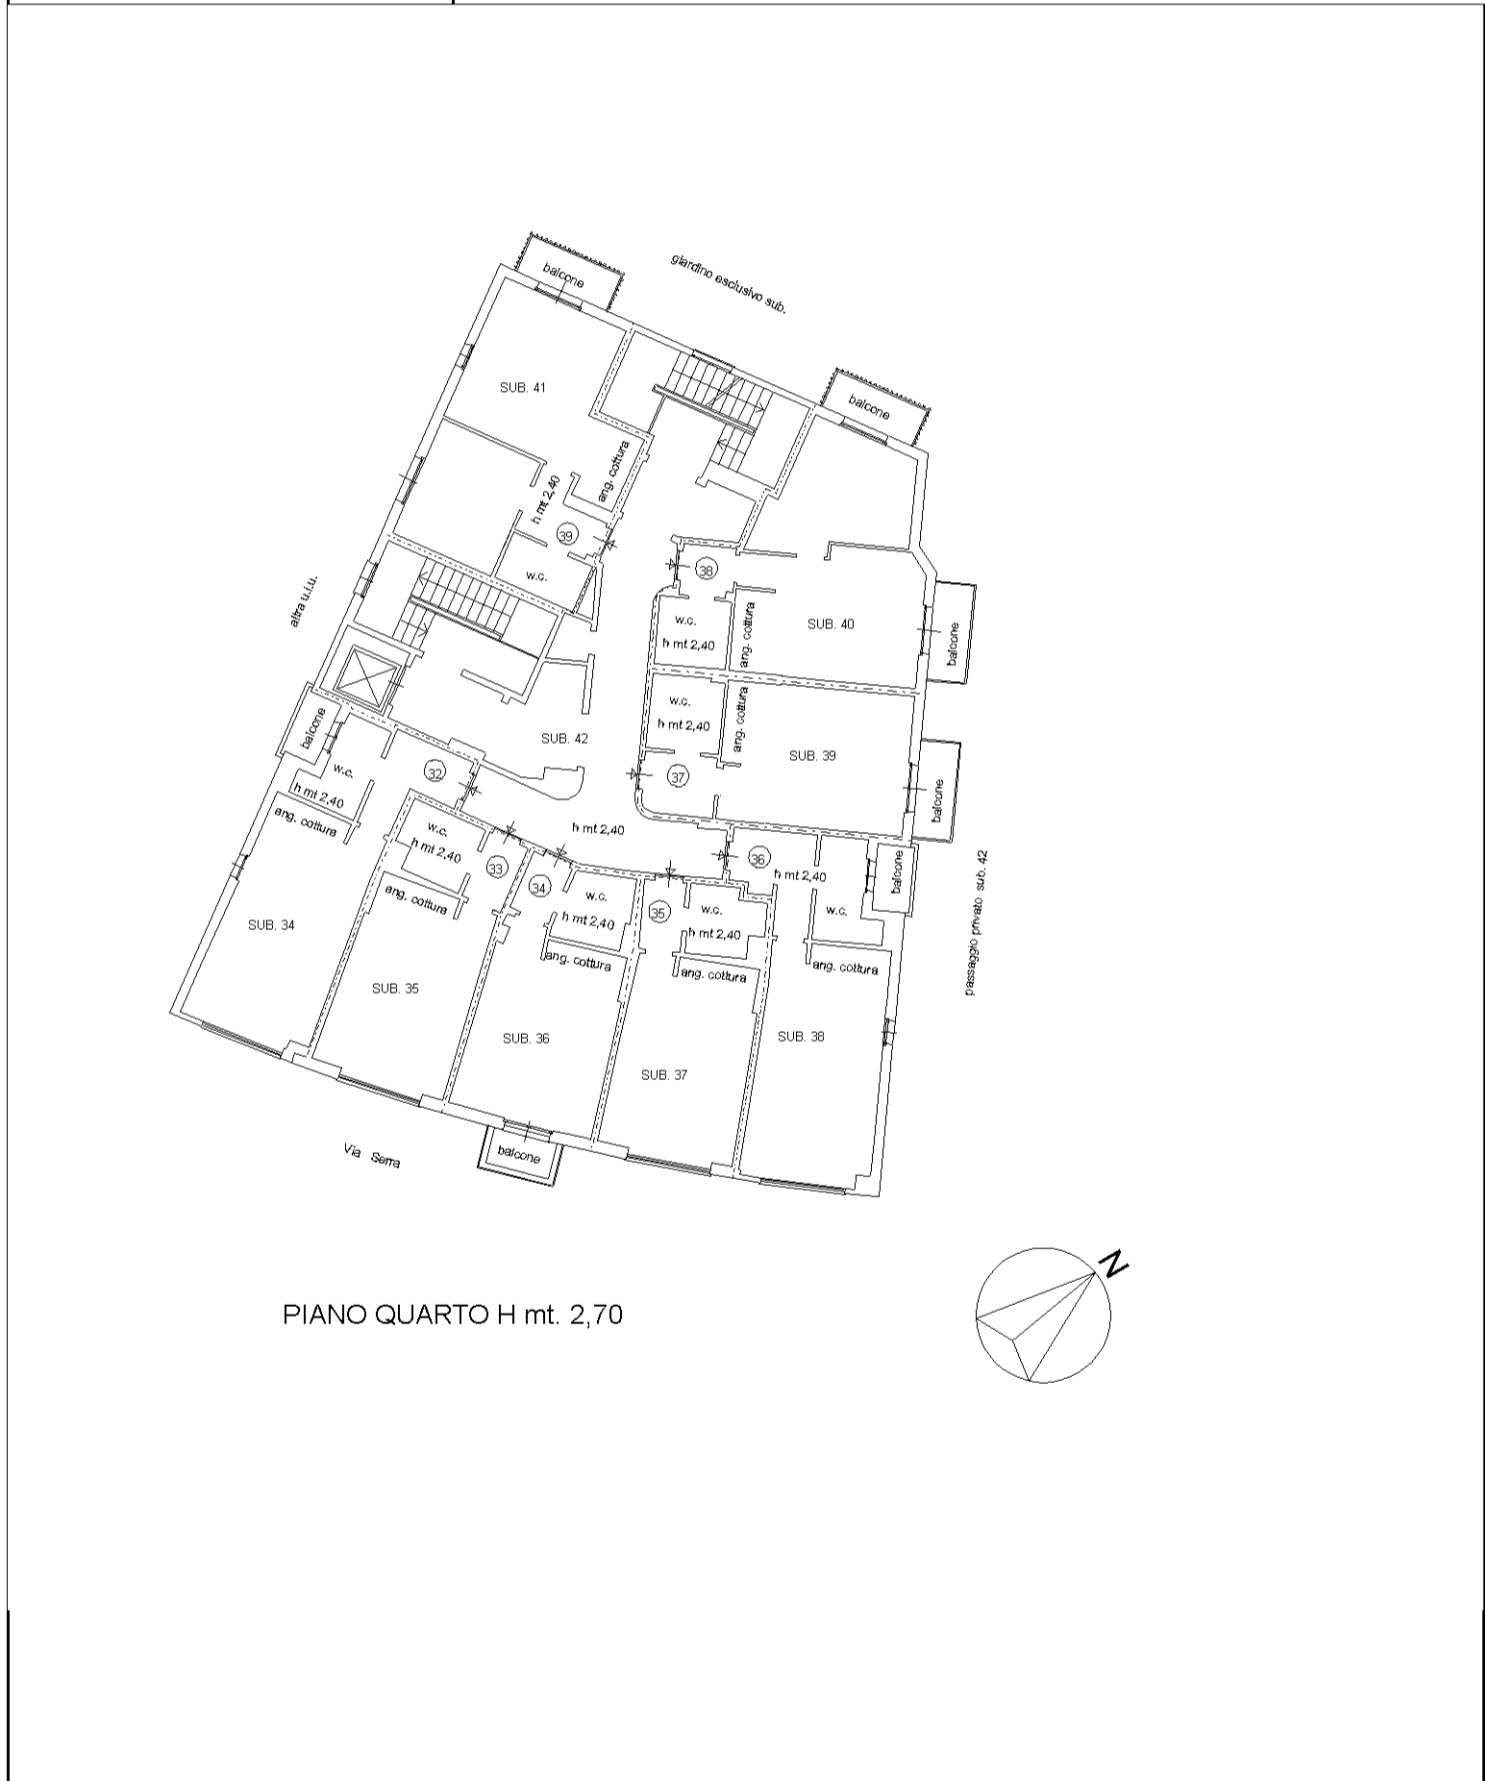 balcone
giardino esclusivo sub.
SUB. 41
balcone
ang. cottura
h mt 2,40
39
w.c.
38
altra u.i.u.
w.c.
h mt 2,40
ang. cottura
SUB. 40
balcone
w.c.
h mt 2,40
ang. cottura
balcone
SUB. 42
SUB. 39
w.c.
h mt 2,40
32
37
balcone
ang. cottura
w.c.
h mt 2,40
h mt 2,40
33
36
h mt 2,40
balcone
ang. cottura
34
w.c.
h mt 2,40
35
w.c.
h mt 2,40
w.c.
passaggio privato sub. 42
SUB. 34
ang. cottura
ang. cottura
ang. cottura
SUB. 35
SUB. 36
SUB. 38
SUB. 37
Via Serra
balcone
N
PIANO QUARTO H mt. 2,70